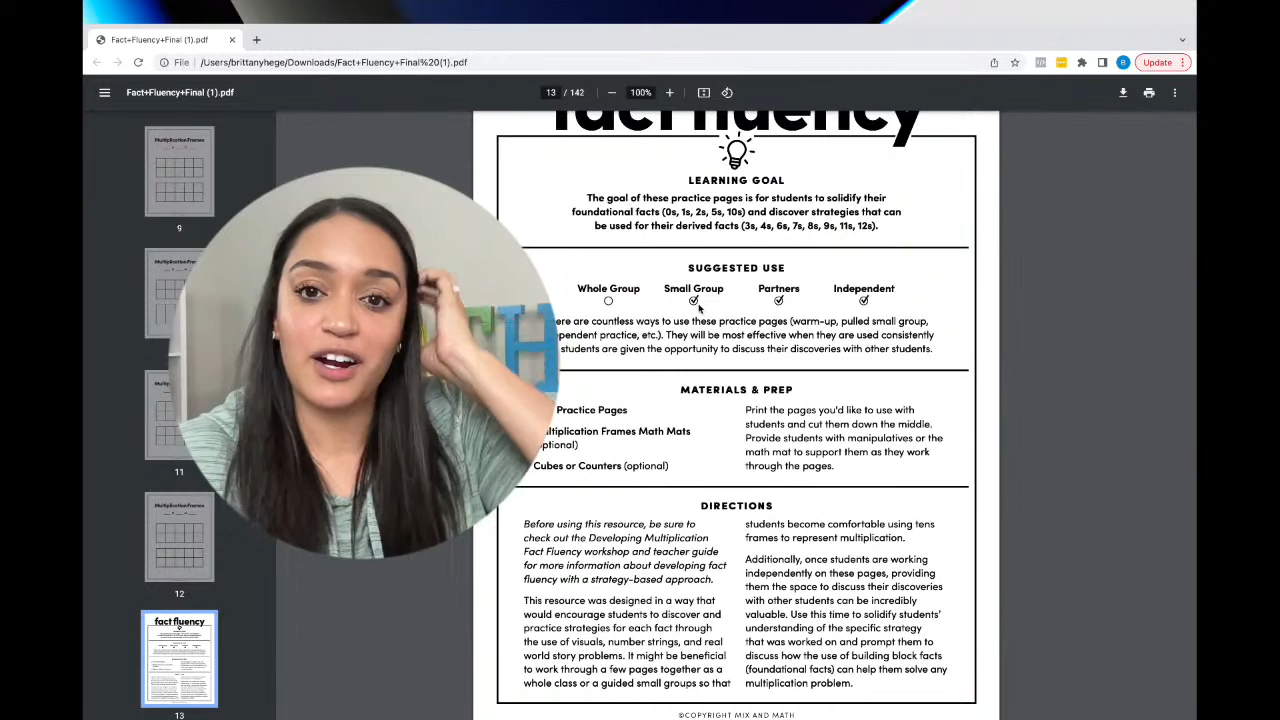 Fact+Fluency+Final (1).pdf
File
/Users/brittanyhege/Downloads/Fact+Fluency+Final%20(1).pdf
B
Update
Fact+Fluency+Final (1).pdf
13 / 142
100%
Multiplication Frames
9
11
Multiplication Frames
12
fact fluency
13
TH
fact fluency
LEARNING GOAL
The goal of these practice pages is for students to solidify their
foundational facts (0s, 1s, 2s, 5s, 10s) and discover strategies that can
be used for their derived facts (3s, 4s, 6s, 7s, 8s, 9s, 11s, 12s).
SUGGESTED USE
Whole Group Small Group Partners Independent
ere are countless ways to use these practice pages (warm-up, pulled small group,
ependent practice, etc.). They will be most effective when they are used consistently
students are given the opportunity to discuss their discoveries with other students.
MATERIALS & PREP
Practice Pages
ultiplication Frames Math Mats
ptional)
Cubes or Counters (optional)
Print the pages you'd like to use with
students and cut them down the middle.
Provide students with manipulatives or the
math mat to support them as they work
through the pages.
DIRECTIONS
Before using this resource, be sure to
check out the Developing Multiplication
Fact Fluency workshop and teacher guide
for more information about developing fact
fluency with a strategy-based approach.
This resource was designed in a way that
would encourage students to discover and
practice strategies for each fact through
the use of visuals, number strings, and real
world story problems. It might be beneficial
to work through a few pages together as a
whole class or a during small groups so that
students become comfortable using tens
frames to represent multiplication.
Additionally, once students are working
independently on these pages, providing
them the space to discuss their discoveries
with other students can be incredibly
valuable. Use this time to solidify students'
understanding of the specific strategy
that was worked on and prompt them to
discuss how the use of building block facts
(foundational facts) can help them solve any
multiplication problem.
©COPYRIGHT MIX AND MATH